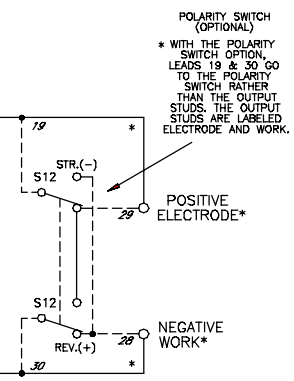 POLARITY SWITCH
(OPTIONAL)
* WITH THE POLARITY
SWITCH OPTION,
LEADS 19 & 30 GO
TO THE POLARITY
SWITCH RATHER
THAN THE OUTPUT
STUDS. THE OUTPUT
STUDS ARE LABELED
ELECTRODE AND WORK.
19
*
STR.(-)
S12
29
POSITIVE
ELECTRODE*
S12
REV.(+)
28
NEGATIVE
WORK*
30
*